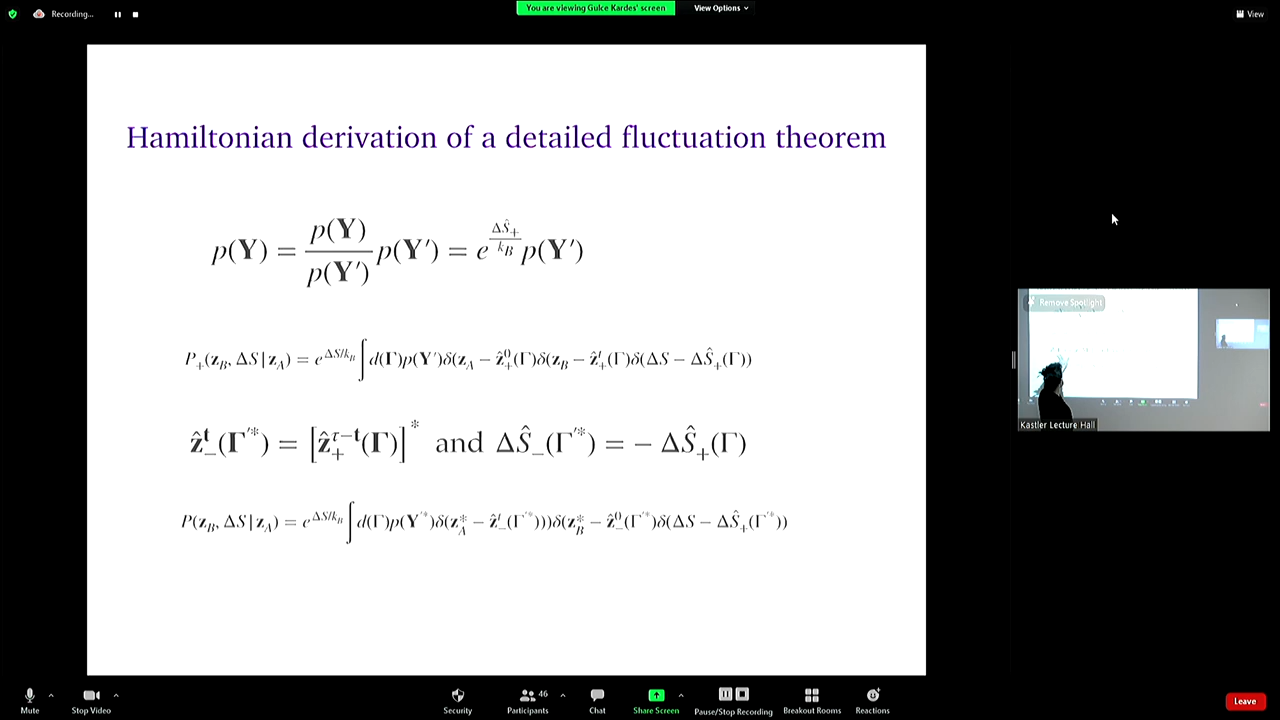 Recording...
You are viewing Gulce Kardes' screen
View Options
View
Hamiltonian derivation of a detailed fluctuation theorem
p(Y) = p(Y)/p(Y′) p(Y′) = e^{ΔŜ₊/k_B} p(Y′)
P₊(z_B, ΔS | z_A) = e^{ΔS/k_B} ∫ d(Γ)p(Y′)δ(z_A − ẑ₊⁰(Γ)δ(z_B − ẑ₊ᵗ(Γ)δ(ΔS − ΔŜ₊(Γ))
ẑ₋ᵗ(Γ′*) = [ẑ₊^{τ−t}(Γ)]* and ΔŜ₋(Γ′*) = − ΔŜ₊(Γ)
P(z_B, ΔS | z_A) = e^{ΔS/k_B} ∫ d(Γ)p(Y′*)δ(z_A* − ẑ₋ᵗ(Γ′*)))δ(z_B* − ẑ₋⁰(Γ′*)δ(ΔS − ΔŜ₊(Γ′*))
Remove Spotlight
Kastler Lecture Hall
Mute
Stop Video
Security
Participants
46
Chat
Share Screen
Pause/Stop Recording
Breakout Rooms
Reactions
Leave